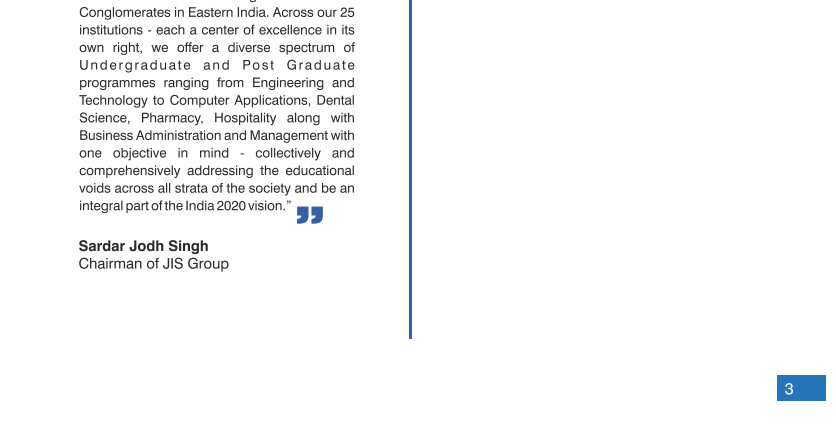 Conglomerates in Eastern India. Across our 25
institutions - each a center of excellence in its
own right, we offer a diverse spectrum of
Undergraduate and Post Graduate
programmes ranging from Engineering and
Technology to Computer Applications, Dental
Science, Pharmacy, Hospitality along with
Business Administration and Management with
one objective in mind - collectively and
comprehensively addressing the educational
voids across all strata of the society and be an
integral part of the India 2020 vision.”
”
Sardar Jodh Singh
Chairman of JIS Group
3